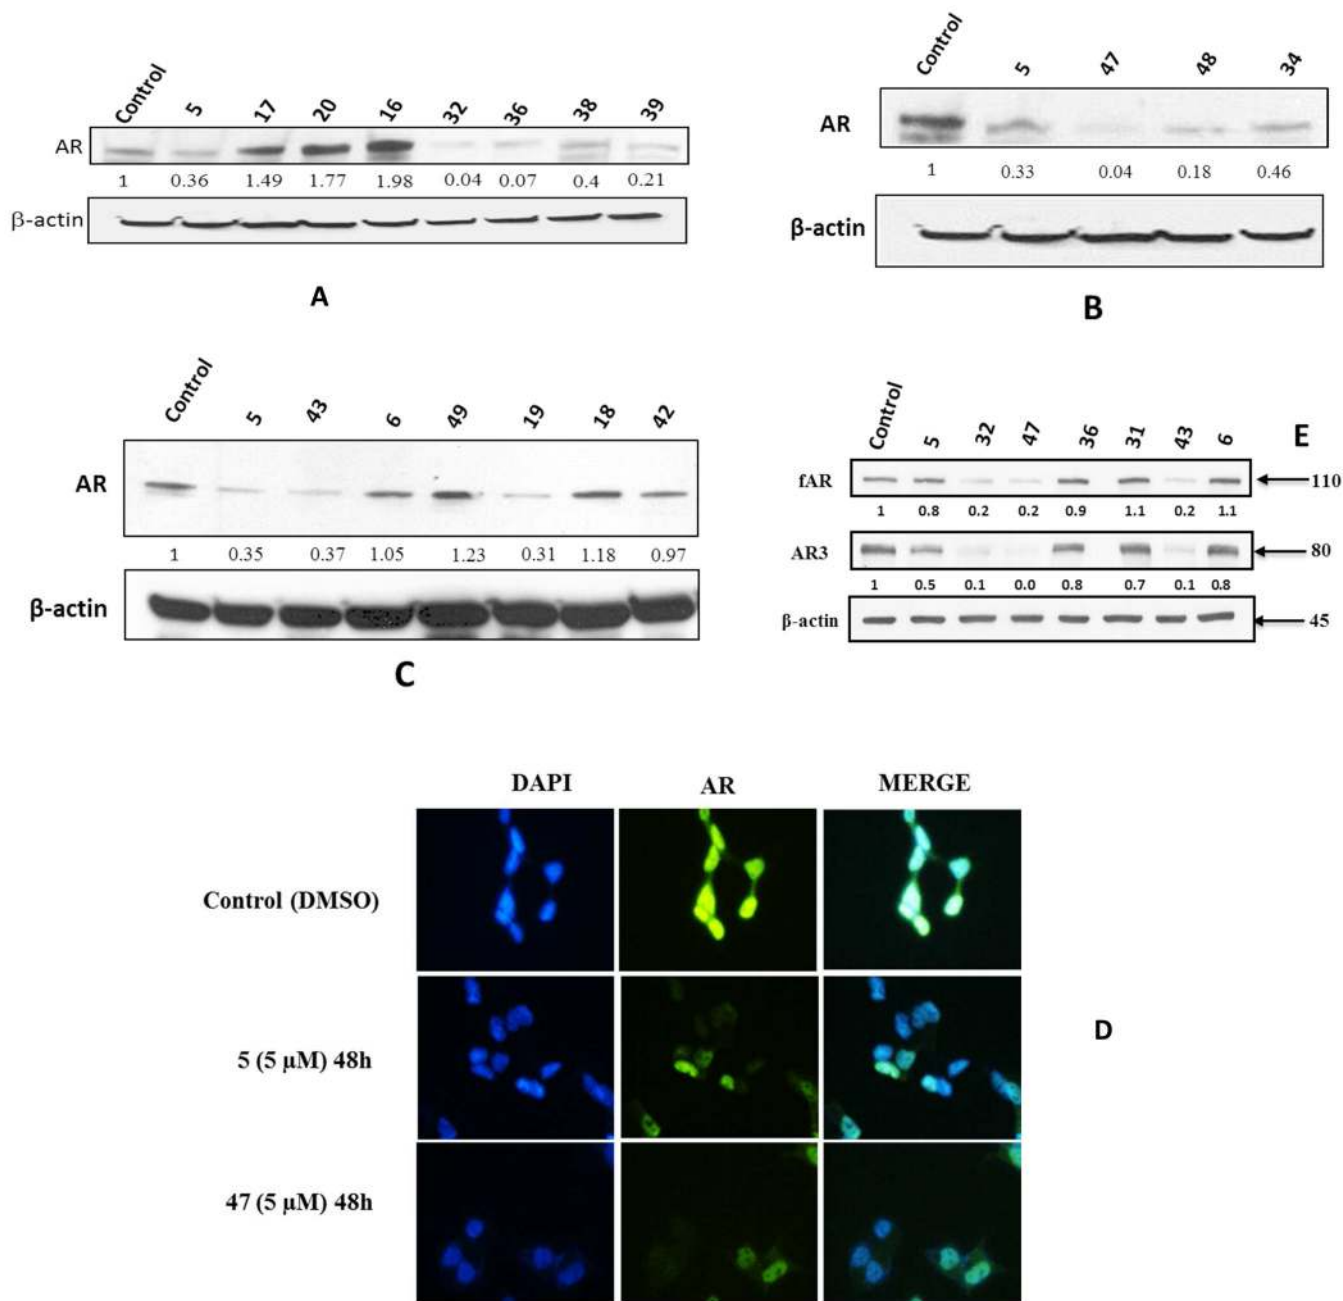 Control 5 17 20 16 32 36 38 39
AR
1 0.36 1.49 1.77 1.98 0.04 0.07 0.4 0.21
β-actin
A
Control 5 47 48 34
AR
1 0.33 0.04 0.18 0.46
β-actin
B
Control 5 43 6 49 19 18 42
AR
1 0.35 0.37 1.05 1.23 0.31 1.18 0.97
β-actin
C
Control 5 32 47 36 31 43 6 E
fAR 110
1 0.8 0.2 0.2 0.9 1.1 0.2 1.1
AR3 80
1 0.5 0.1 0.0 0.8 0.7 0.1 0.8
β-actin 45
DAPI AR MERGE
Control (DMSO)
5 (5 μM) 48h
D
47 (5 μM) 48h